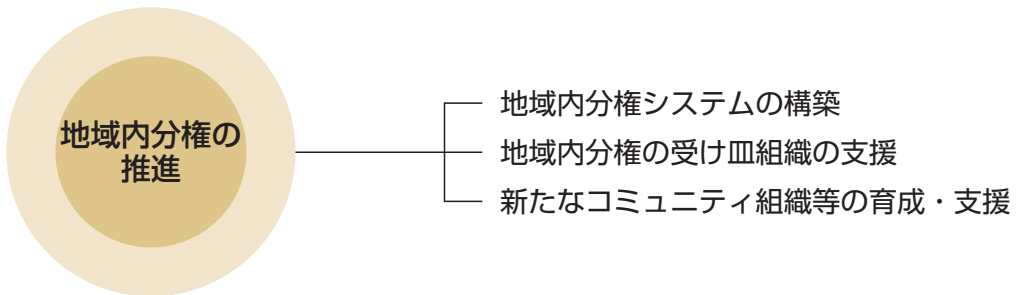 地域内分権の
推進
地域内分権システムの構築
地域内分権の受け皿組織の支援
新たなコミュニティ組織等の育成・支援